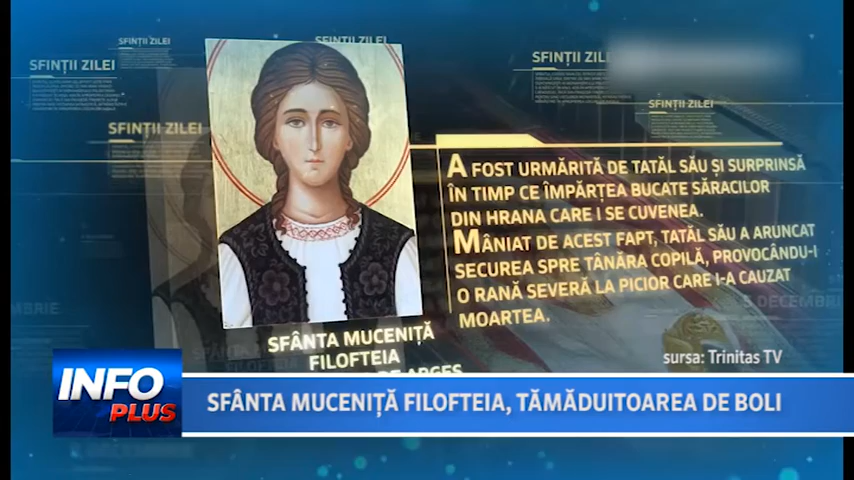 SFINȚII ZILEI
SFINȚII ZILEI
SFINȚII ZILEI
SFINȚII ZILEI
SFINȚII ZILEI
A FOST URMĂRITĂ DE TATĂL SĂU ȘI SURPRINSĂ
ÎN TIMP CE ÎMPĂRȚEA BUCATE SĂRACILOR
DIN HRANA CARE I SE CUVENEA.
MÂNIAT DE ACEST FAPT, TATĂL SĂU A ARUNCAT
SECUREA SPRE TÂNĂRA COPILĂ, PROVOCÂNDU-I
O RANĂ SEVERĂ LA PICIOR CARE I-A CAUZAT
MOARTEA.
5 DECEMBRIE
SFÂNTA MUCENIȚĂ
FILOFTEIA
DE ARGEȘ
sursa: Trinitas TV
INFO
PLUS
SFÂNTA MUCENIȚĂ FILOFTEIA, TĂMĂDUITOAREA DE BOLI